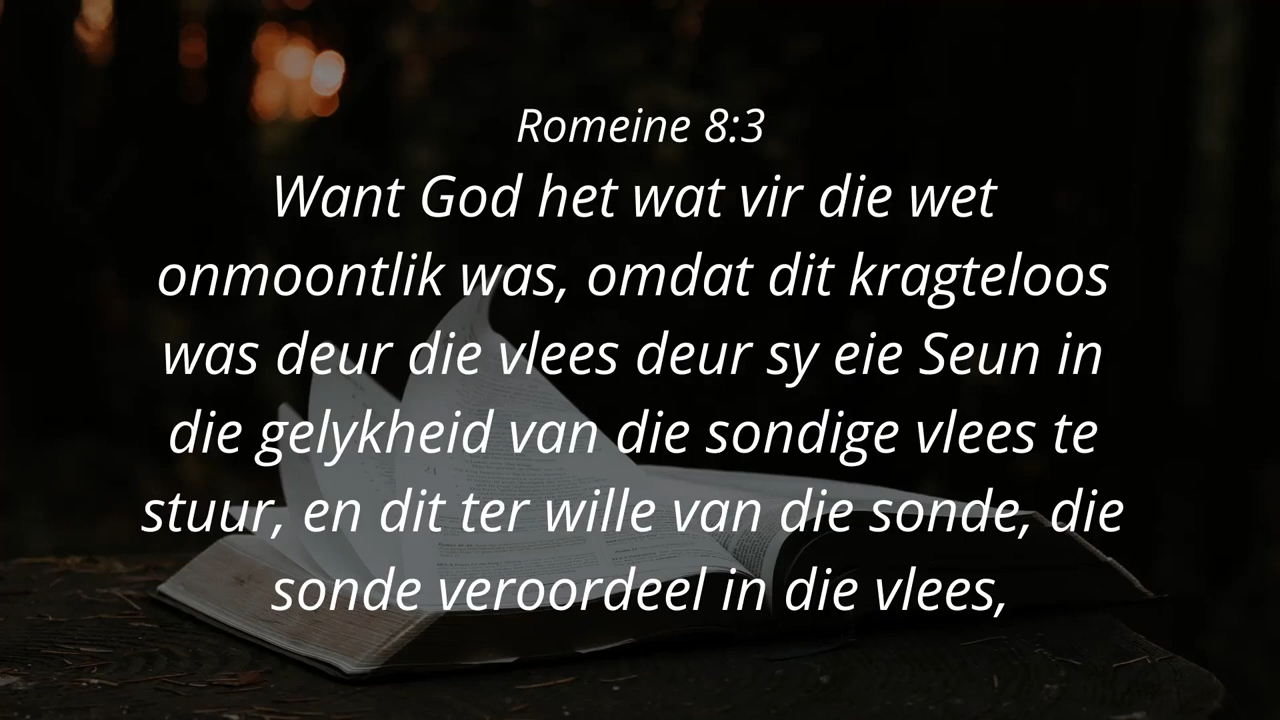 Romeine 8:3
Want God het wat vir die wet
onmoontlik was, omdat dit kragteloos
was deur die vlees deur sy eie Seun in
die gelykheid van die sondige vlees te
stuur, en dit ter wille van die sonde, die
sonde veroordeel in die vlees,